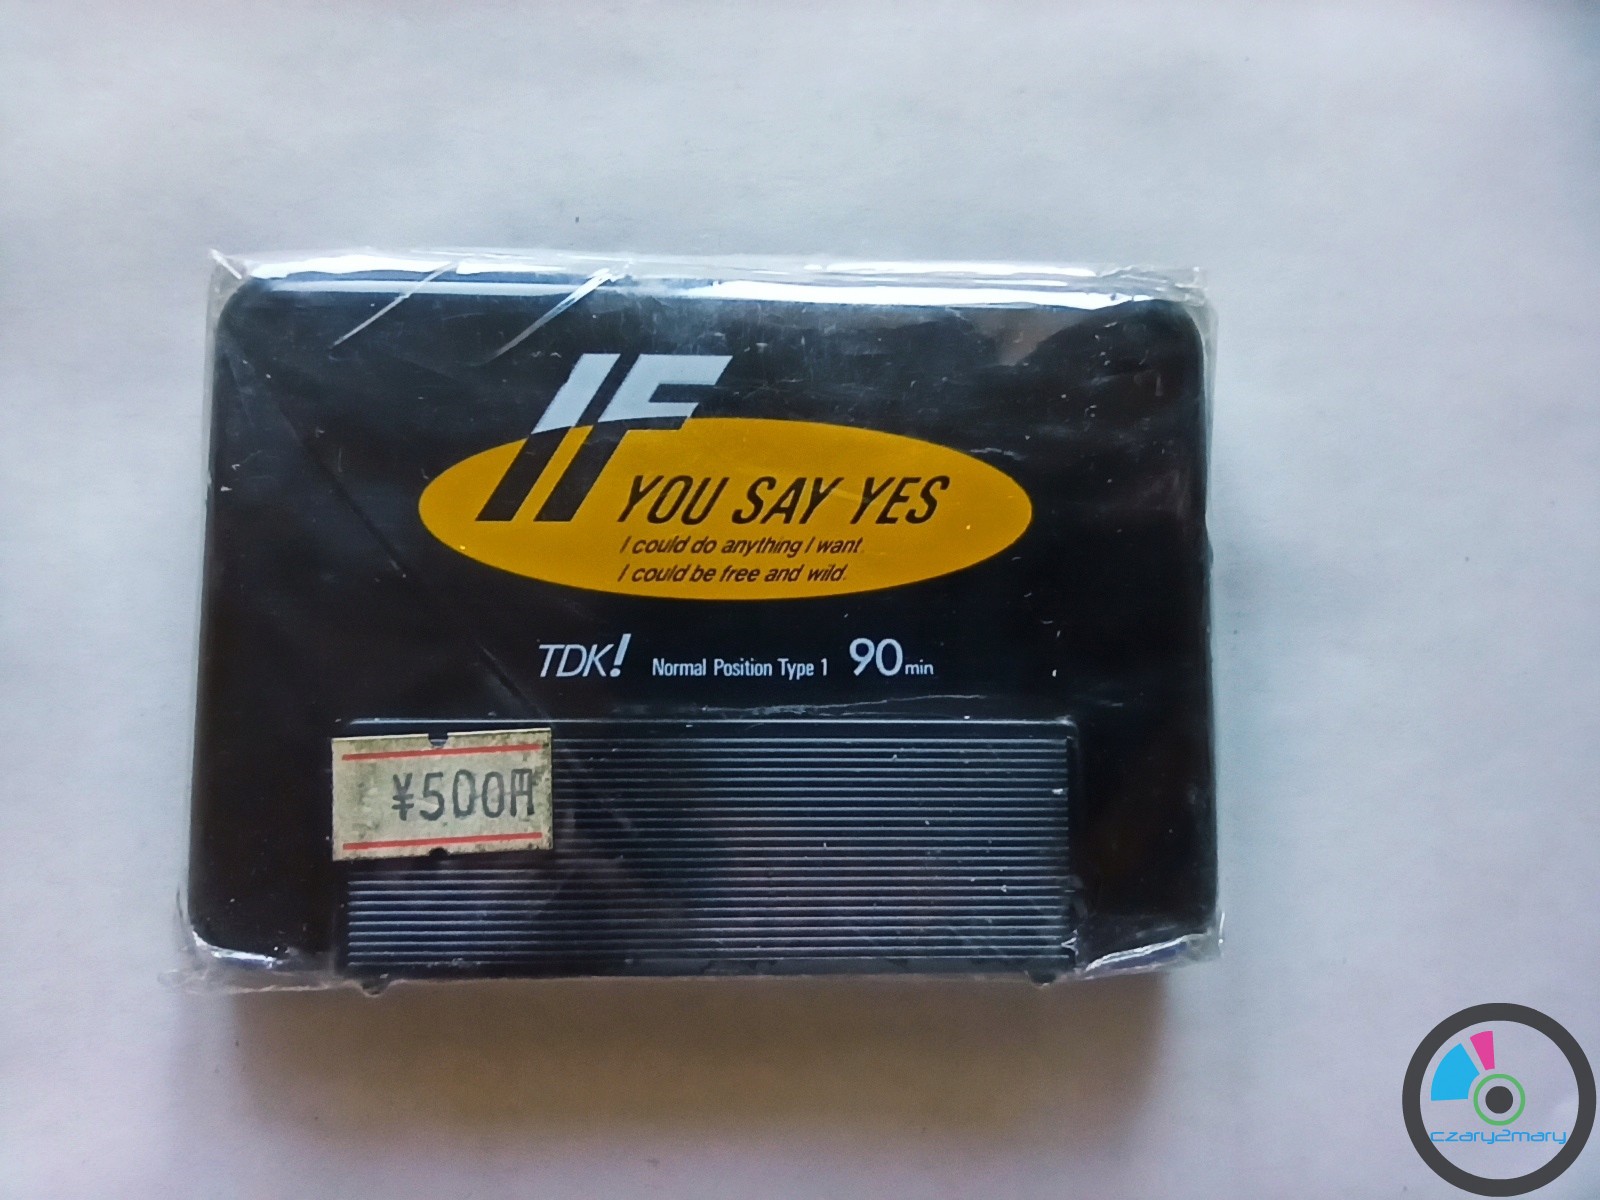 IF
YOU SAY YES
I could do anything I want.
I could be free and wild.
TDK! Normal Position Type 1 90min
¥500円
czary2mary